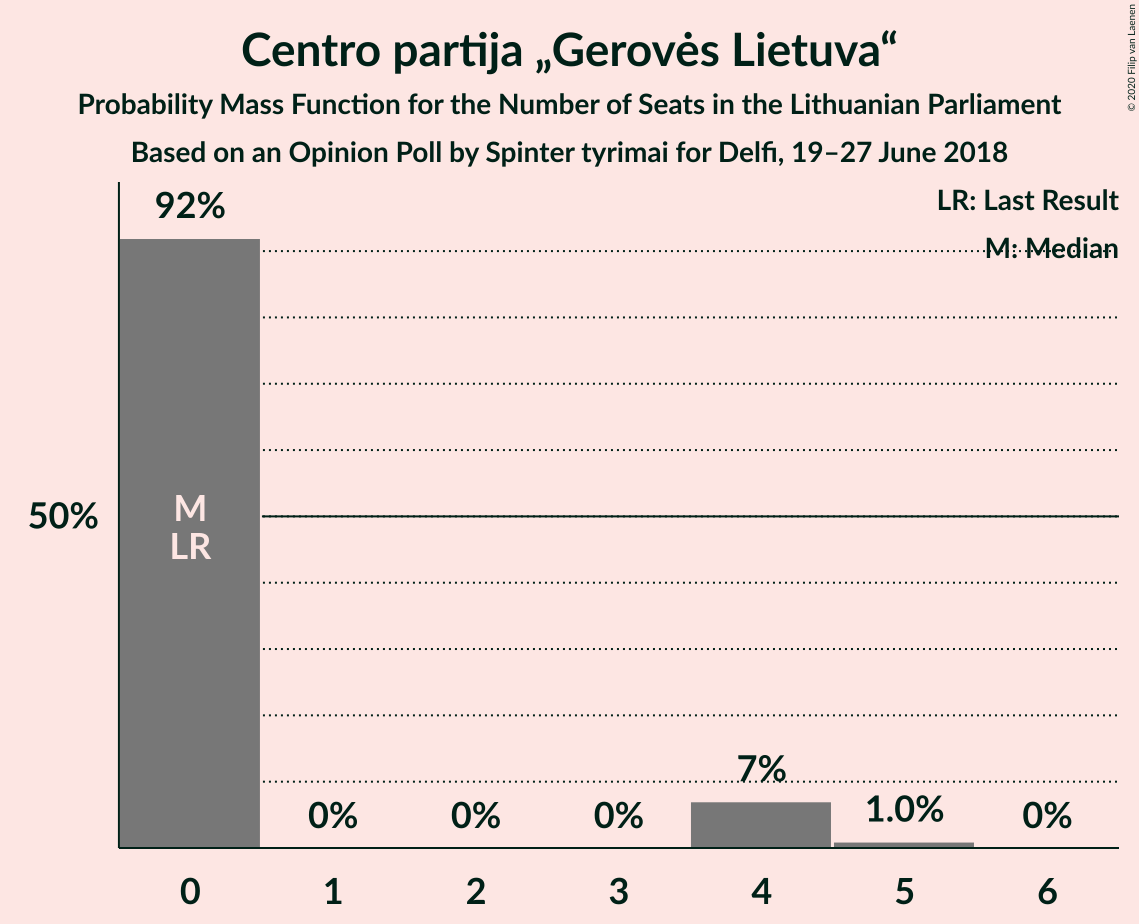 Centro partija „Gerovės Lietuva“
Probability Mass Function for the Number of Seats in the Lithuanian Parliament
Based on an Opinion Poll by Spinter tyrimai for Delfi, 19–27 June 2018
© 2020 Filip van Laenen
LR: Last Result
M: Median
92%
50%
M
LR
0%
0%
0%
7%
1.0%
0%
0
1
2
3
4
5
6